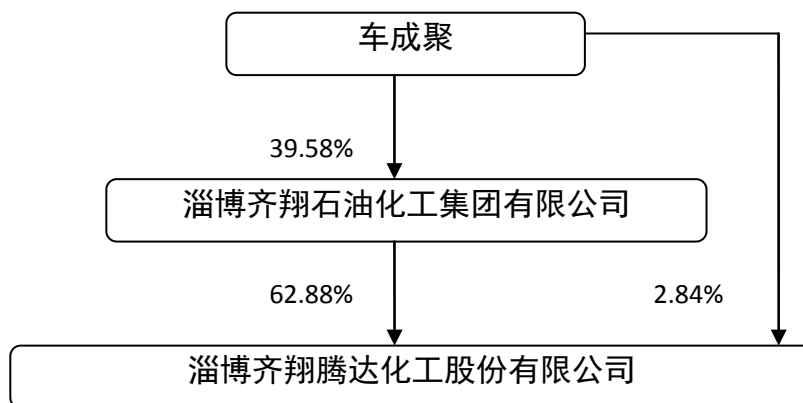 车成聚
39.58%
淄博齐翔石油化工集团有限公司
62.88%
2.84%
淄博齐翔腾达化工股份有限公司